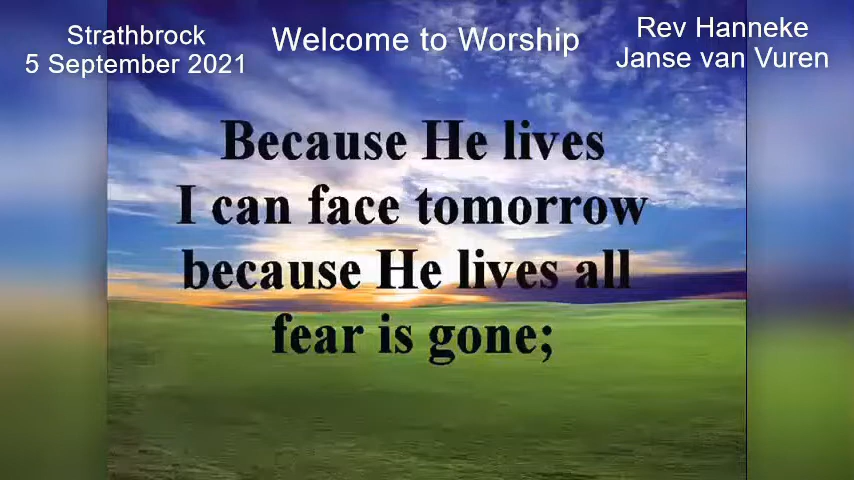 Strathbrock
5 September 2021
Welcome to Worship
Rev Hanneke
Janse van Vuren
Because He lives
I can face tomorrow
because He lives all
fear is gone;